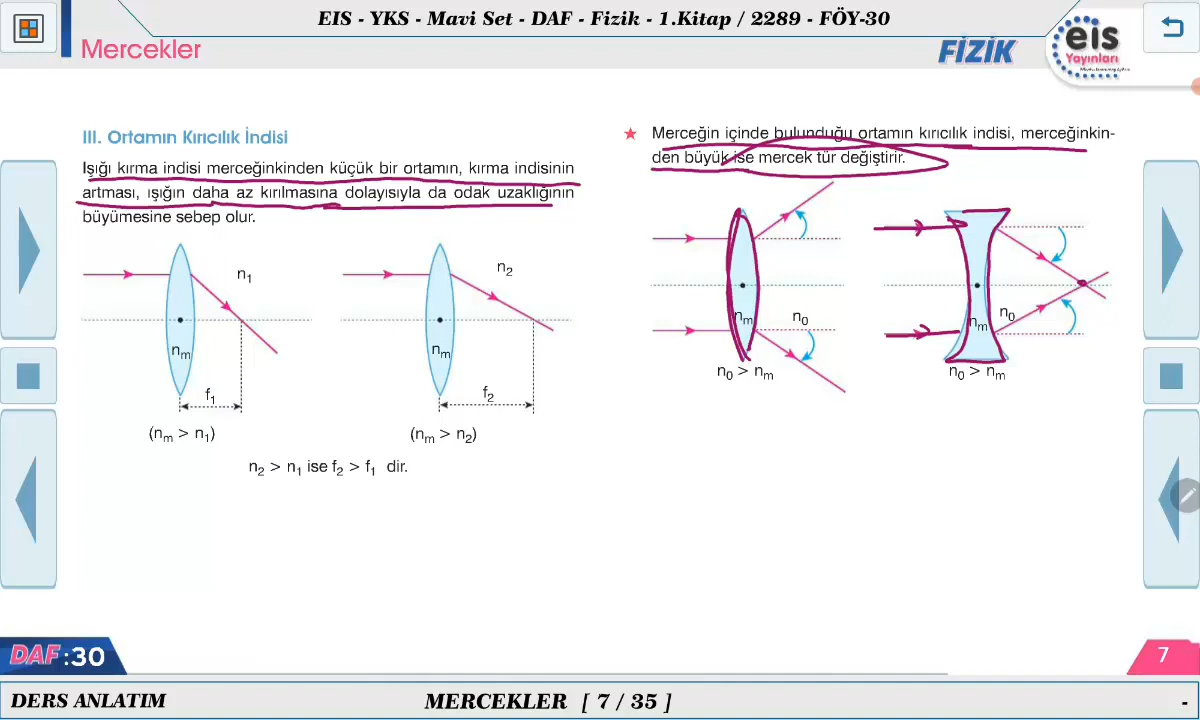 EIS - YKS - Mavi Set - DAF - Fizik - 1.Kitap / 2289 - FÖY-30
Mercekler
FİZİK
eis
Yayınları
III. Ortamın Kırıcılık İndisi
Işığı kırma indisi merceğinkinden küçük bir ortamın, kırma indisinin
artması, ışığın daha az kırılmasına dolayısıyla da odak uzaklığının
büyümesine sebep olur.
n1
nm
f1
(nm > n1)
n2
nm
f2
(nm > n2)
n2 > n1 ise f2 > f1 dir.
★ Merceğin içinde bulunduğu ortamın kırıcılık indisi, merceğinkin-
den büyük ise mercek tür değiştirir.
nm
n0
n0 > nm
nm
n0
n0 > nm
DAF:30
7
DERS ANLATIM
MERCEKLER [ 7 / 35 ]
-